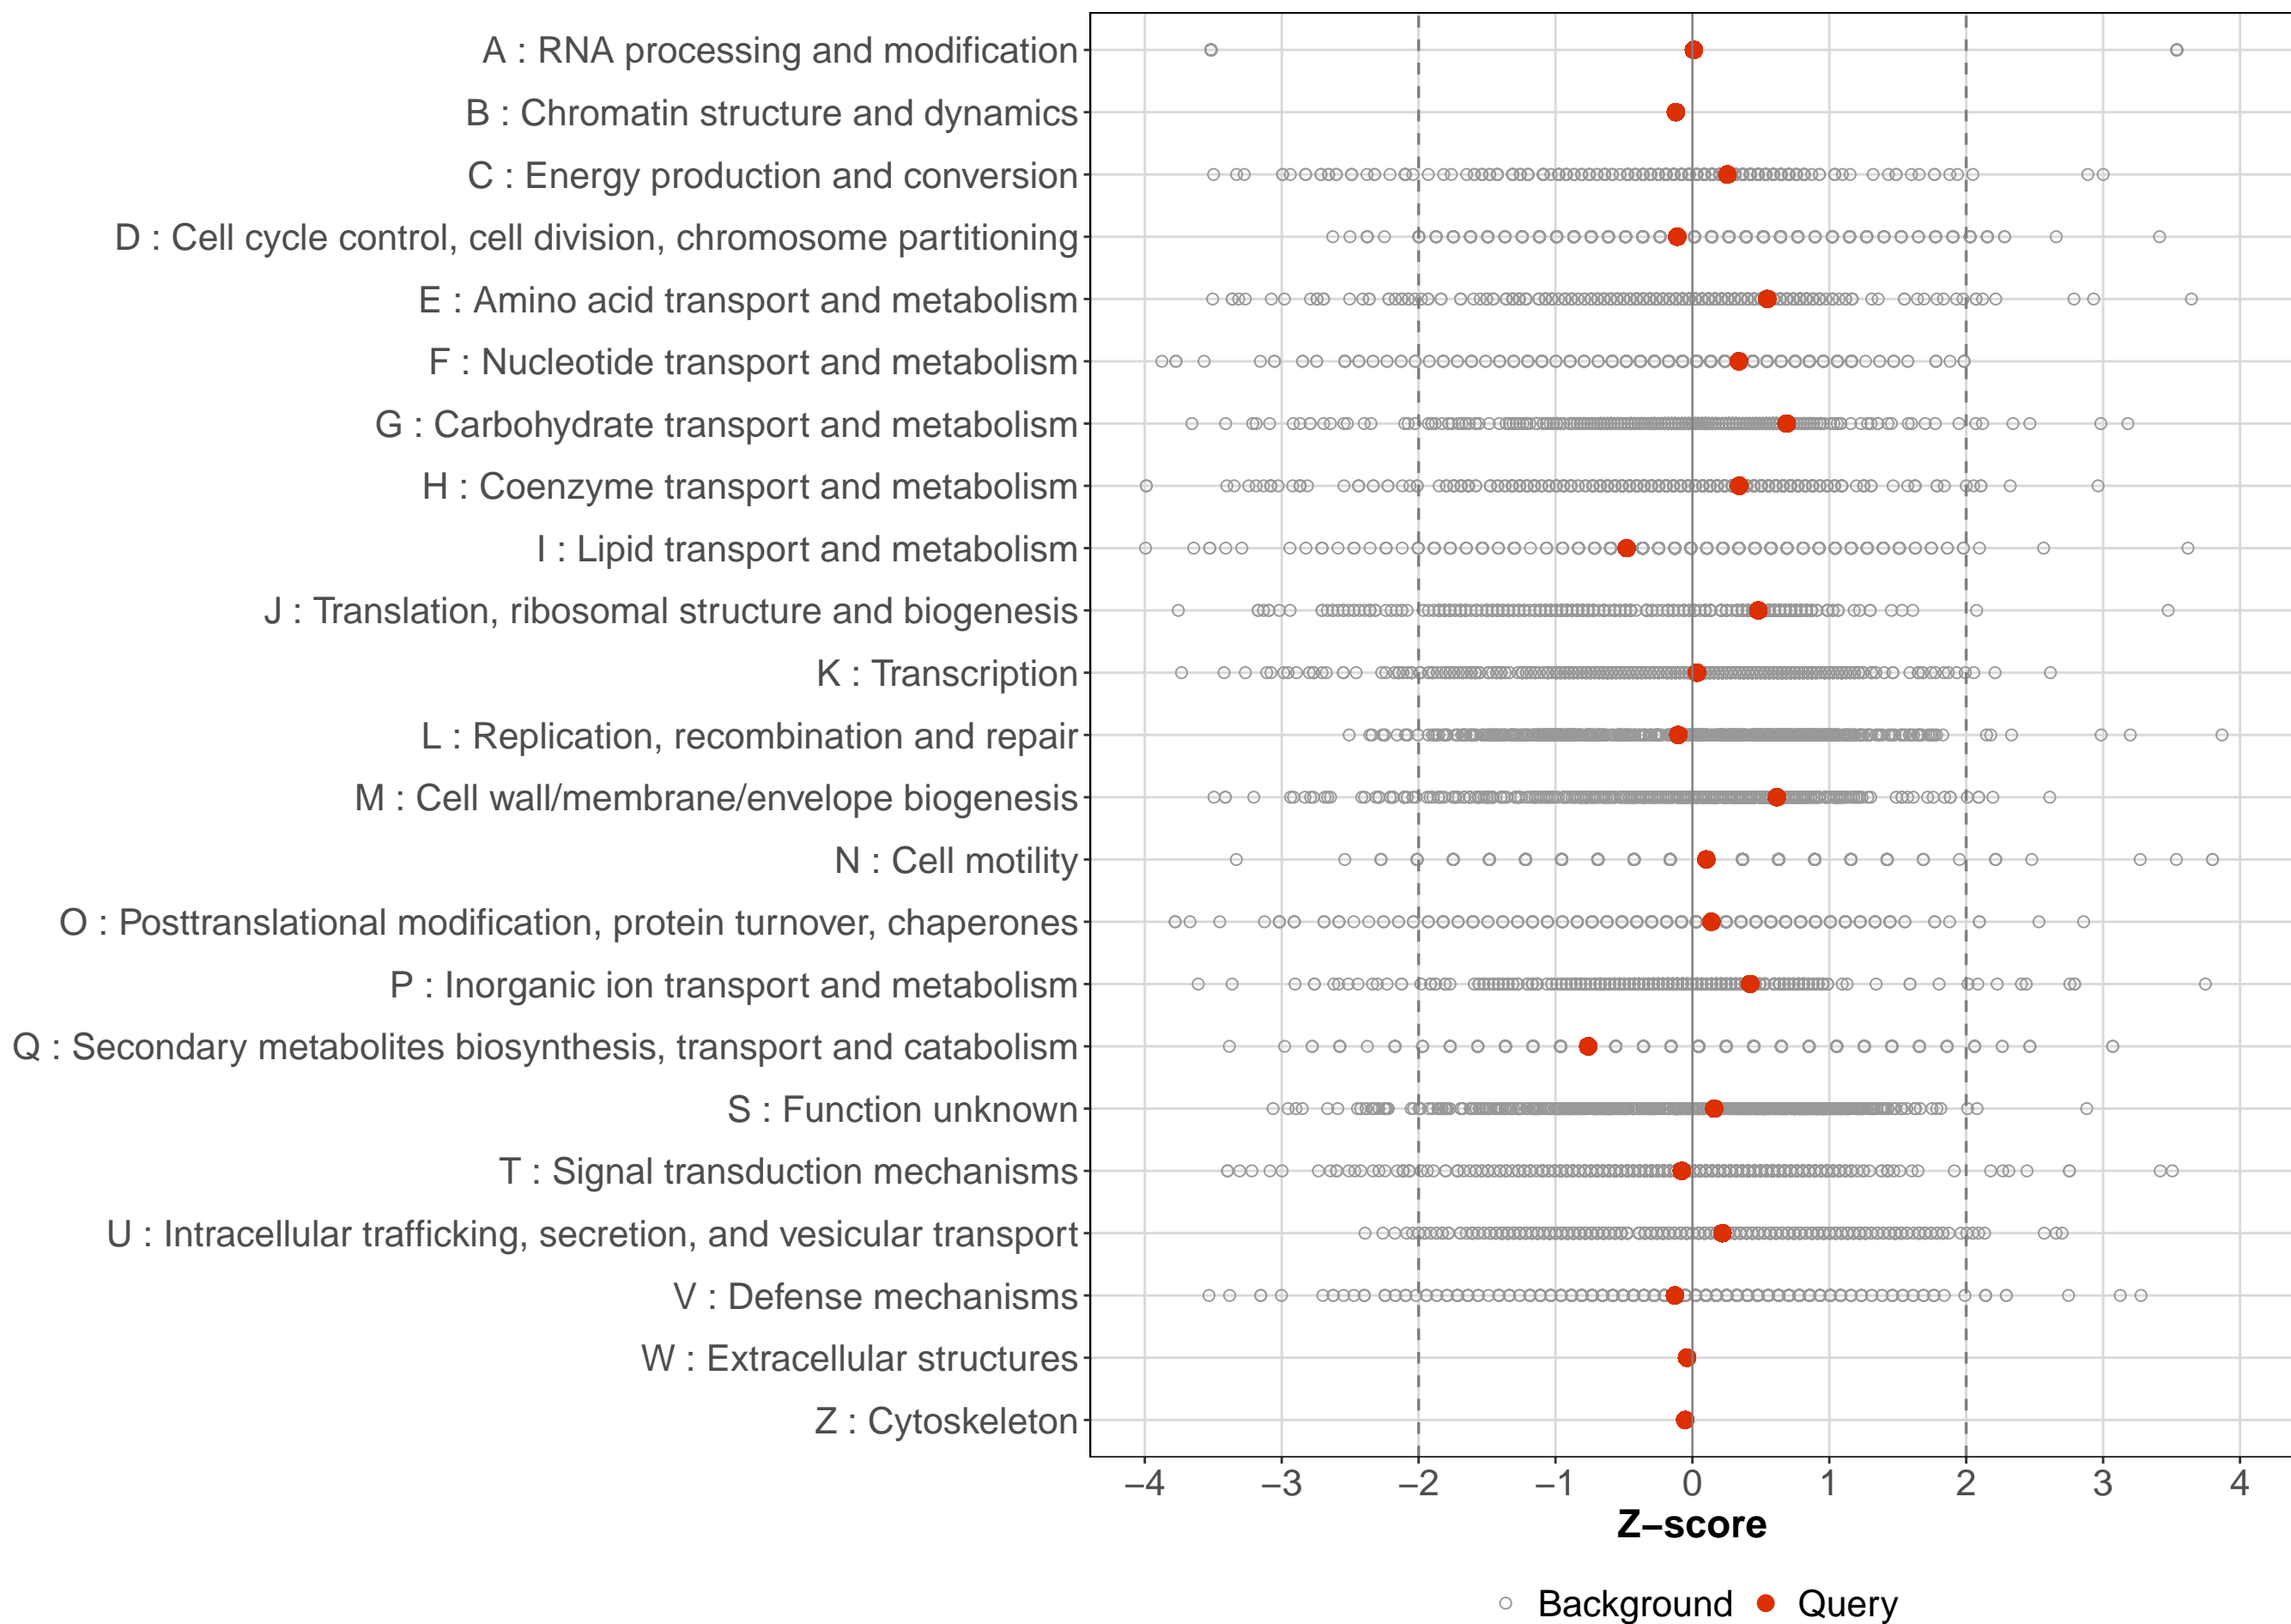 A : RNA processing and modification
B : Chromatin structure and dynamics
C : Energy production and conversion
D : Cell cycle control, cell division, chromosome partitioning
E : Amino acid transport and metabolism
F : Nucleotide transport and metabolism
G : Carbohydrate transport and metabolism
H : Coenzyme transport and metabolism
I : Lipid transport and metabolism
J : Translation, ribosomal structure and biogenesis
K : Transcription
L : Replication, recombination and repair
M : Cell wall/membrane/envelope biogenesis
N : Cell motility
O : Posttranslational modification, protein turnover, chaperones
P : Inorganic ion transport and metabolism
Q : Secondary metabolites biosynthesis, transport and catabolism
S : Function unknown
T : Signal transduction mechanisms
U : Intracellular trafficking, secretion, and vesicular transport
V : Defense mechanisms
W : Extracellular structures
Z : Cytoskeleton
−4 −3 −2 −1 0 1 2 3 4
Z−score
Background Query